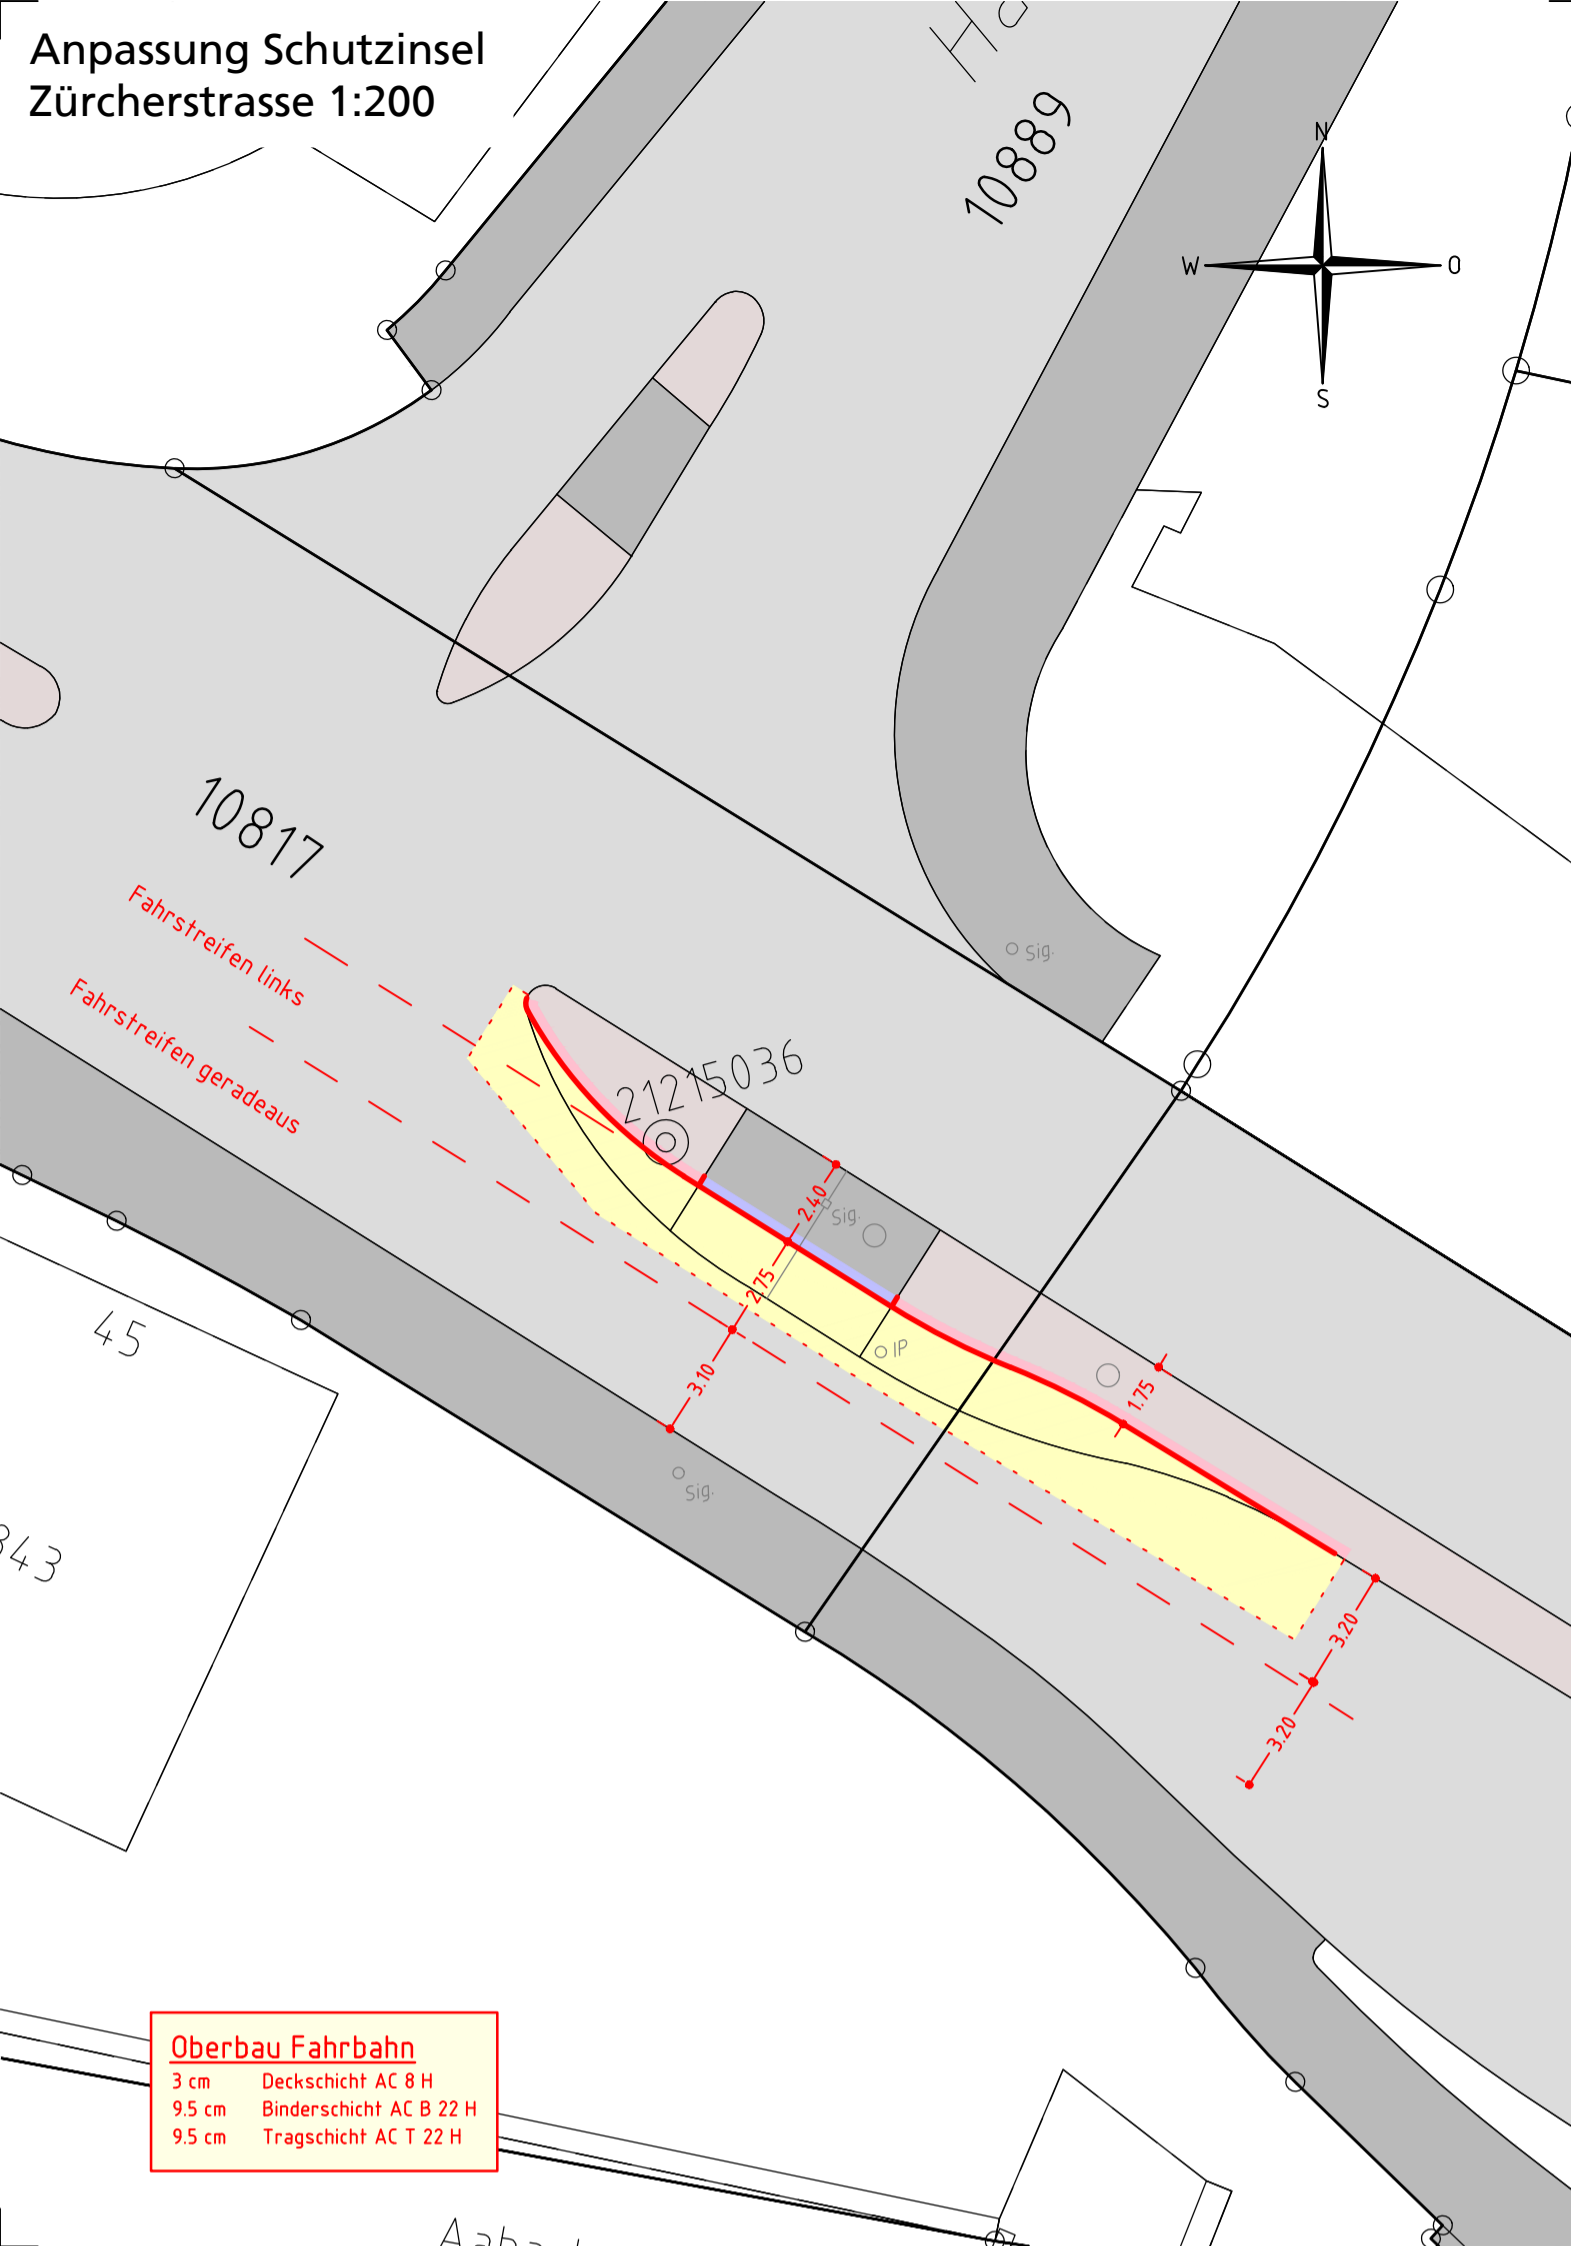 Anpassung Schutzinsel
Zürcherstrasse 1:200
10889
N
W
O
S
10817
Fahrstreifen links
Fahrstreifen geradeaus
Sig.
21215036
2.40
Sig.
2.75
IP
3.10
1.75
Sig.
45
843
3.20
3.20
Oberbau Fahrbahn
3 cm Deckschicht AC 8 H
9.5 cm Binderschicht AC B 22 H
9.5 cm Tragschicht AC T 22 H